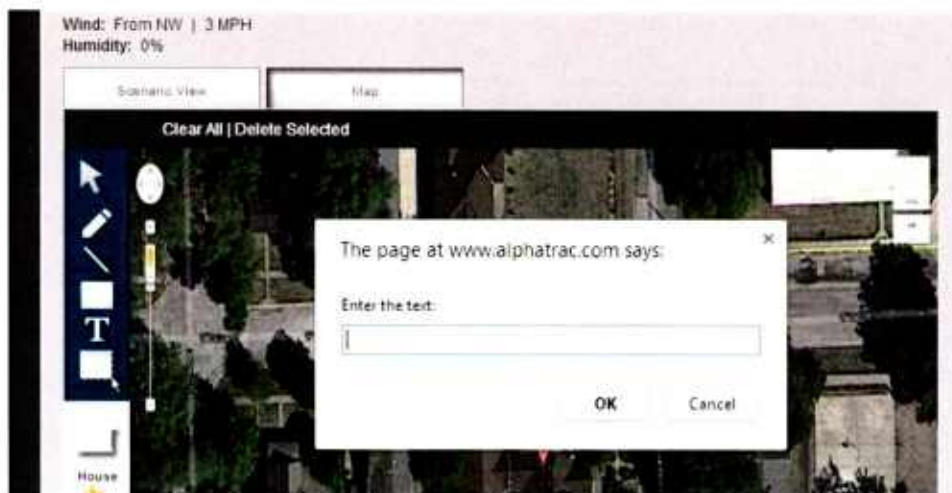 Wind: From NW | 3 MPH
Humidity: 0%
Scenario View
Map
Clear All | Delete Selected
The page at www.alphatrac.com says:
Enter the text:
OK
Cancel
T
House